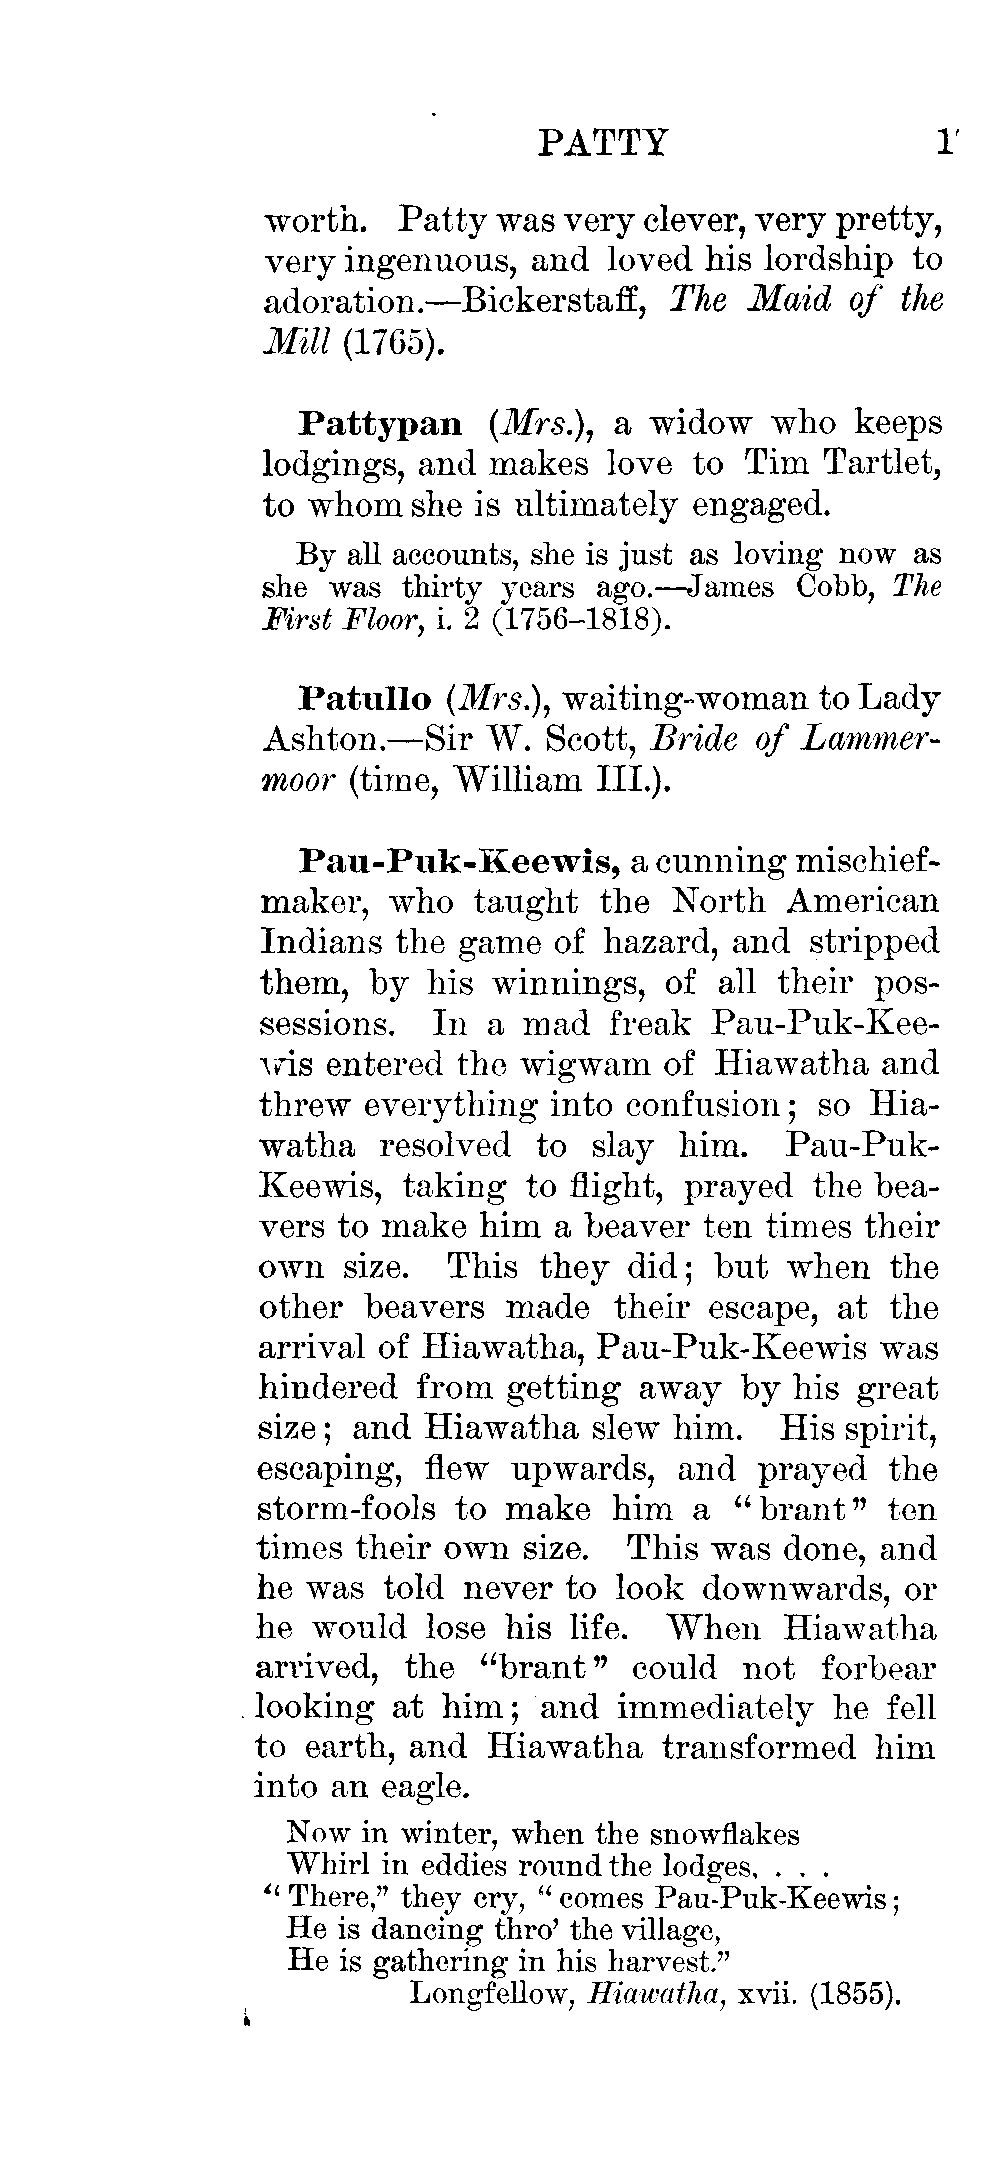 PATTY 1
worth. Patty was very clever, very pretty,
very ingenuous, and loved his lordship to
adoration.—Bickerstaff, The Maid of the
Mill (1765).
Pattypan (Mrs.), a widow who keeps
lodgings, and makes love to Tim Tartlet,
to whom she is ultimately engaged.
By all accounts, she is just as loving now as
she was thirty years ago.—James Cobb, The
First Floor, i. 2 (1756–1818).
Patullo (Mrs.), waiting-woman to Lady
Ashton.—Sir W. Scott, Bride of Lammer-
moor (time, William III.).
Pau-Puk-Keewis, a cunning mischief-
maker, who taught the North American
Indians the game of hazard, and stripped
them, by his winnings, of all their pos-
sessions. In a mad freak Pau-Puk-Kee-
wis entered the wigwam of Hiawatha and
threw everything into confusion; so Hia-
watha resolved to slay him. Pau-Puk-
Keewis, taking to flight, prayed the bea-
vers to make him a beaver ten times their
own size. This they did; but when the
other beavers made their escape, at the
arrival of Hiawatha, Pau-Puk-Keewis was
hindered from getting away by his great
size; and Hiawatha slew him. His spirit,
escaping, flew upwards, and prayed the
storm-fools to make him a "brant" ten
times their own size. This was done, and
he was told never to look downwards, or
he would lose his life. When Hiawatha
arrived, the "brant" could not forbear
looking at him; and immediately he fell
to earth, and Hiawatha transformed him
into an eagle.
Now in winter, when the snowflakes
Whirl in eddies round the lodges, . . .
"There," they cry, "comes Pau-Puk-Keewis;
He is dancing thro' the village,
He is gathering in his harvest."
Longfellow, Hiawatha, xvii. (1855).